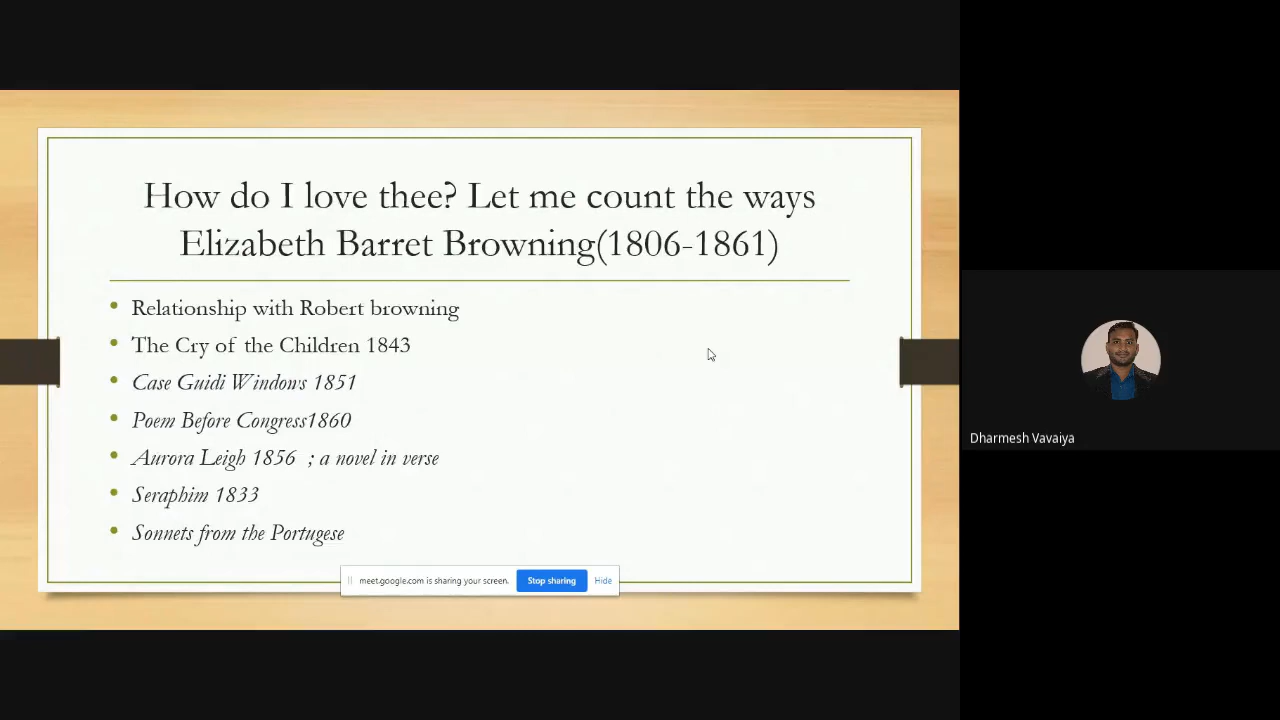 How do I love thee? Let me count the ways
Elizabeth Barret Browning(1806-1861)
Relationship with Robert browning
The Cry of the Children 1843
Case Guidi Windows 1851
Poem Before Congress1860
Aurora Leigh 1856 ; a novel in verse
Seraphim 1833
Sonnets from the Portugese
meet.google.com is sharing your screen. Stop sharing Hide
Dharmesh Vavaiya